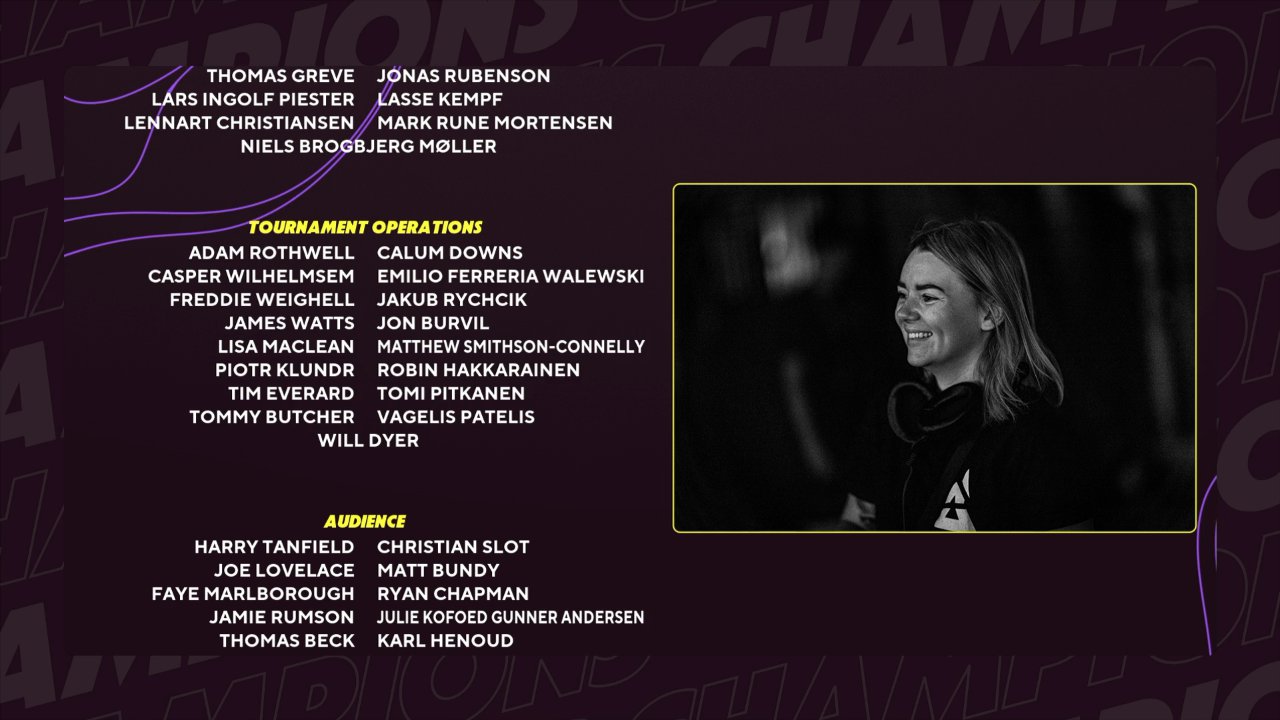 THOMAS GREVE JONAS RUBENSON
LARS INGOLF PIESTER LASSE KEMPF
LENNART CHRISTIANSEN MARK RUNE MORTENSEN
NIELS BROGBJERG MØLLER
TOURNAMENT OPERATIONS
ADAM ROTHWELL CALUM DOWNS
CASPER WILHELMSEM EMILIO FERRERIA WALEWSKI
FREDDIE WEIGHELL JAKUB RYCHCIK
JAMES WATTS JON BURVIL
LISA MACLEAN MATTHEW SMITHSON-CONNELLY
PIOTR KLUNDR ROBIN HAKKARAINEN
TIM EVERARD TOMI PITKANEN
TOMMY BUTCHER VAGELIS PATELIS
WILL DYER
AUDIENCE
HARRY TANFIELD CHRISTIAN SLOT
JOE LOVELACE MATT BUNDY
FAYE MARLBOROUGH RYAN CHAPMAN
JAMIE RUMSON JULIE KOFOED GUNNER ANDERSEN
THOMAS BECK KARL HENOUD